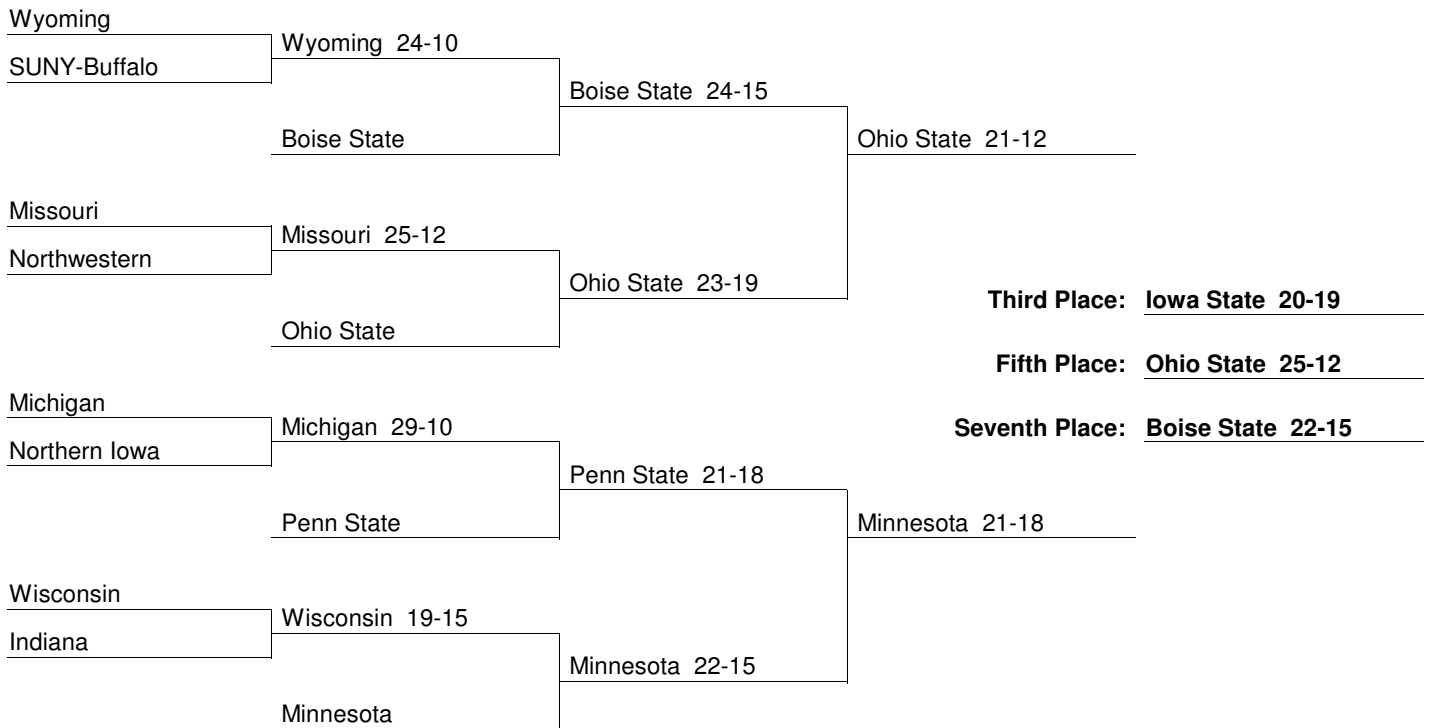 Wyoming
Wyoming 24-10
SUNY-Buffalo
Boise State 24-15
Boise State
Ohio State 21-12
Missouri
Missouri 25-12
Northwestern
Ohio State 23-19
Third Place: Iowa State 20-19
Ohio State
Fifth Place: Ohio State 25-12
Michigan
Michigan 29-10
Seventh Place: Boise State 22-15
Northern Iowa
Penn State 21-18
Penn State
Minnesota 21-18
Wisconsin
Wisconsin 19-15
Indiana
Minnesota 22-15
Minnesota